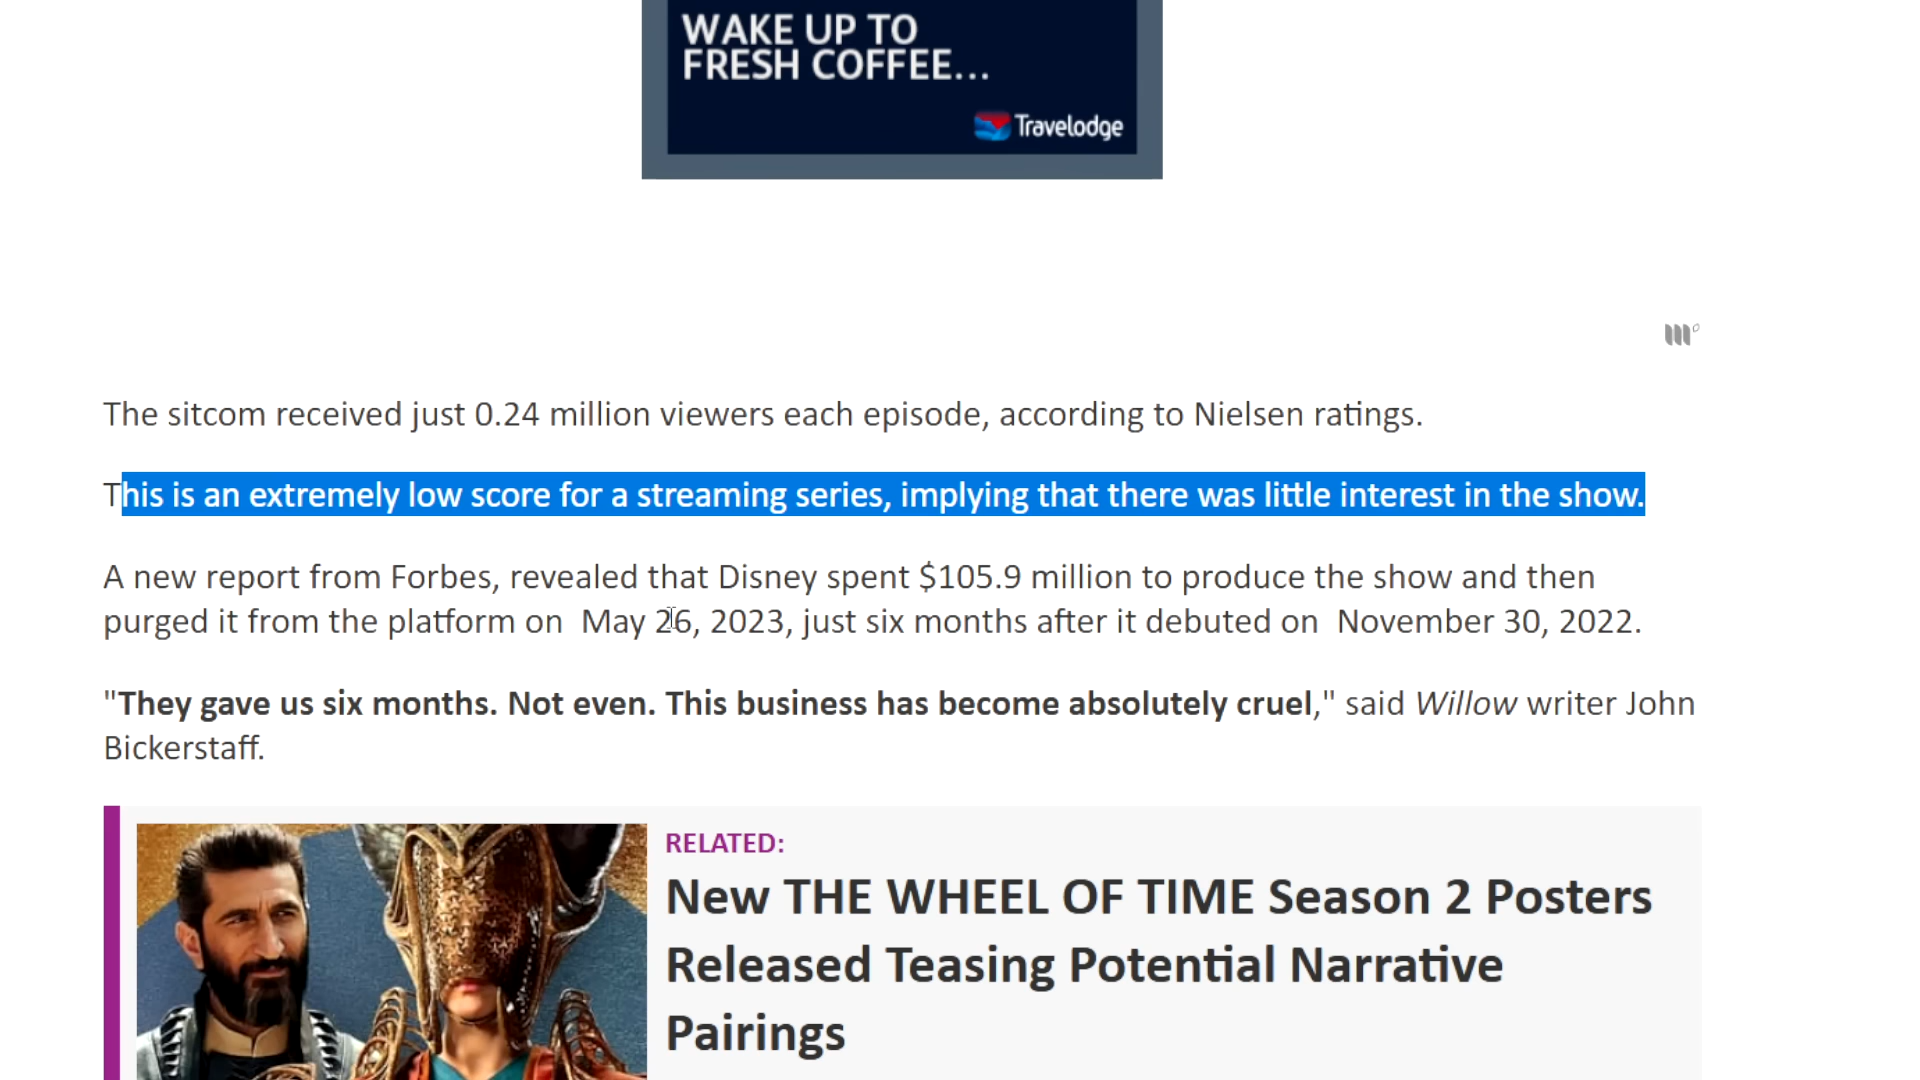 WAKE UP TO
FRESH COFFEE...
Travelodge
The sitcom received just 0.24 million viewers each episode, according to Nielsen ratings.
This is an extremely low score for a streaming series, implying that there was little interest in the show.
A new report from Forbes, revealed that Disney spent $105.9 million to produce the show and then
purged it from the platform on  May 26, 2023, just six months after it debuted on  November 30, 2022.
"They gave us six months. Not even. This business has become absolutely cruel," said Willow writer John
Bickerstaff.
RELATED:
New THE WHEEL OF TIME Season 2 Posters
Released Teasing Potential Narrative
Pairings